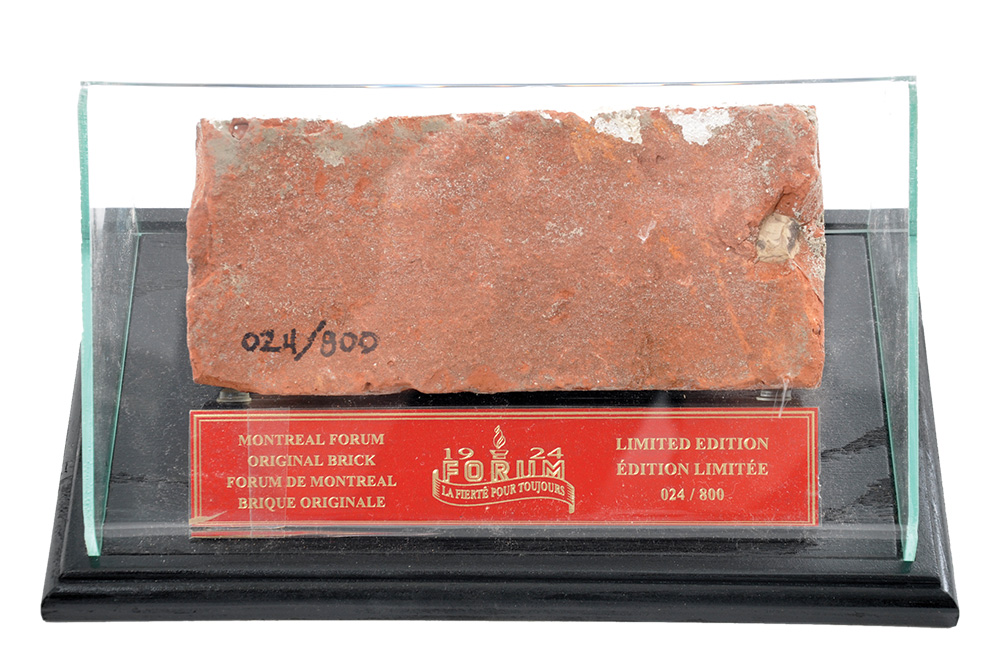 024/800
MONTREAL FORUM
ORIGINAL BRICK
FORUM DE MONTREAL
BRIQUE ORIGINALE
19 24
FORUM
LA FIERTÉ POUR TOUJOURS
LIMITED EDITION
ÉDITION LIMITÉE
024 / 800